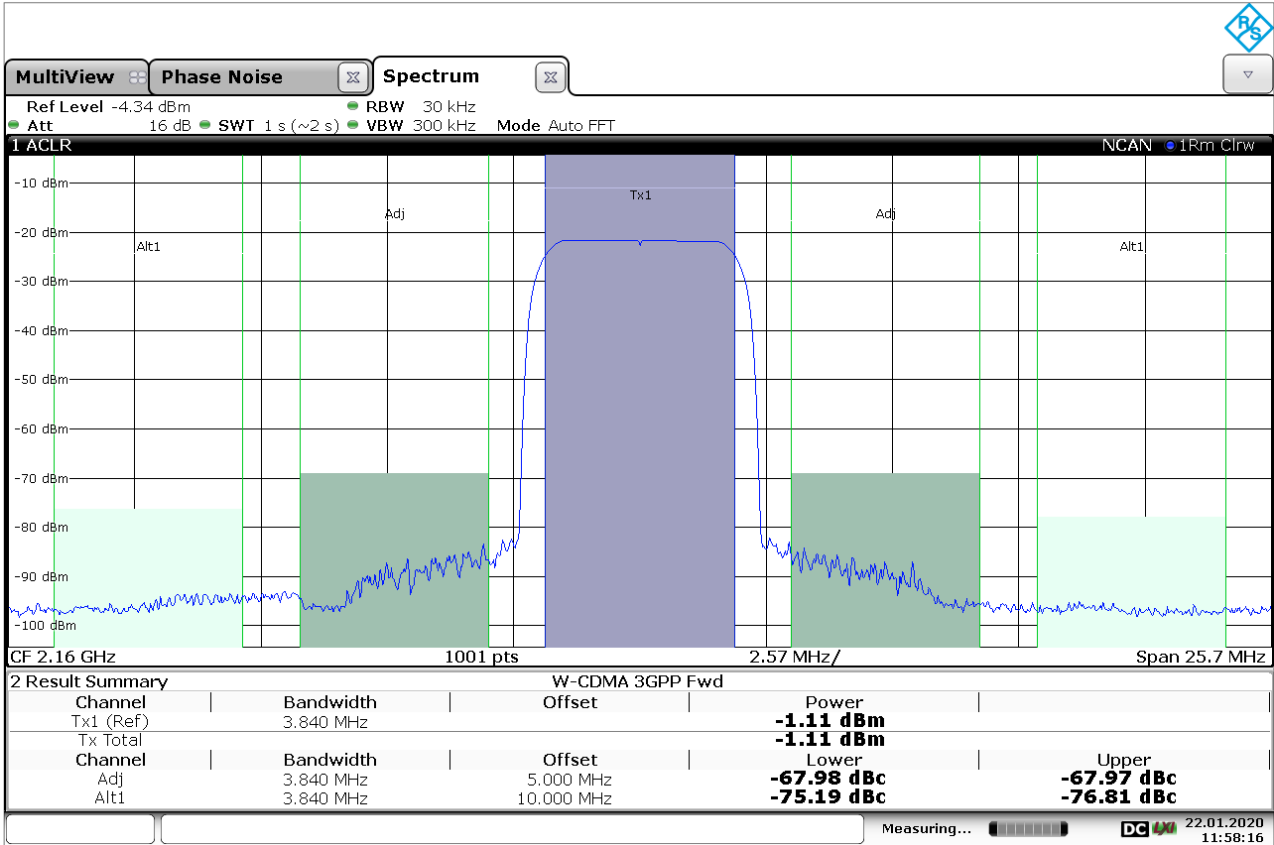 R&S
MultiView Phase Noise Spectrum
Ref Level -4.34 dBm RBW 30 kHz
Att 16 dB SWT 1 s (~2 s) VBW 300 kHz Mode Auto FFT
1 ACLR NCAN 1Rm Clrw
-10 dBm
Tx1
Adj Adj
-20 dBm
Alt1 Alt1
-30 dBm
-40 dBm
-50 dBm
-60 dBm
-70 dBm
-80 dBm
-90 dBm
-100 dBm
CF 2.16 GHz 1001 pts 2.57 MHz/ Span 25.7 MHz
2 Result Summary W-CDMA 3GPP Fwd
Channel Bandwidth Offset Power
Tx1 (Ref) 3.840 MHz -1.11 dBm
Tx Total -1.11 dBm
Channel Bandwidth Offset Lower Upper
Adj 3.840 MHz 5.000 MHz -67.98 dBc -67.97 dBc
Alt1 3.840 MHz 10.000 MHz -75.19 dBc -76.81 dBc
Measuring... DC LXI 22.01.2020
11:58:16